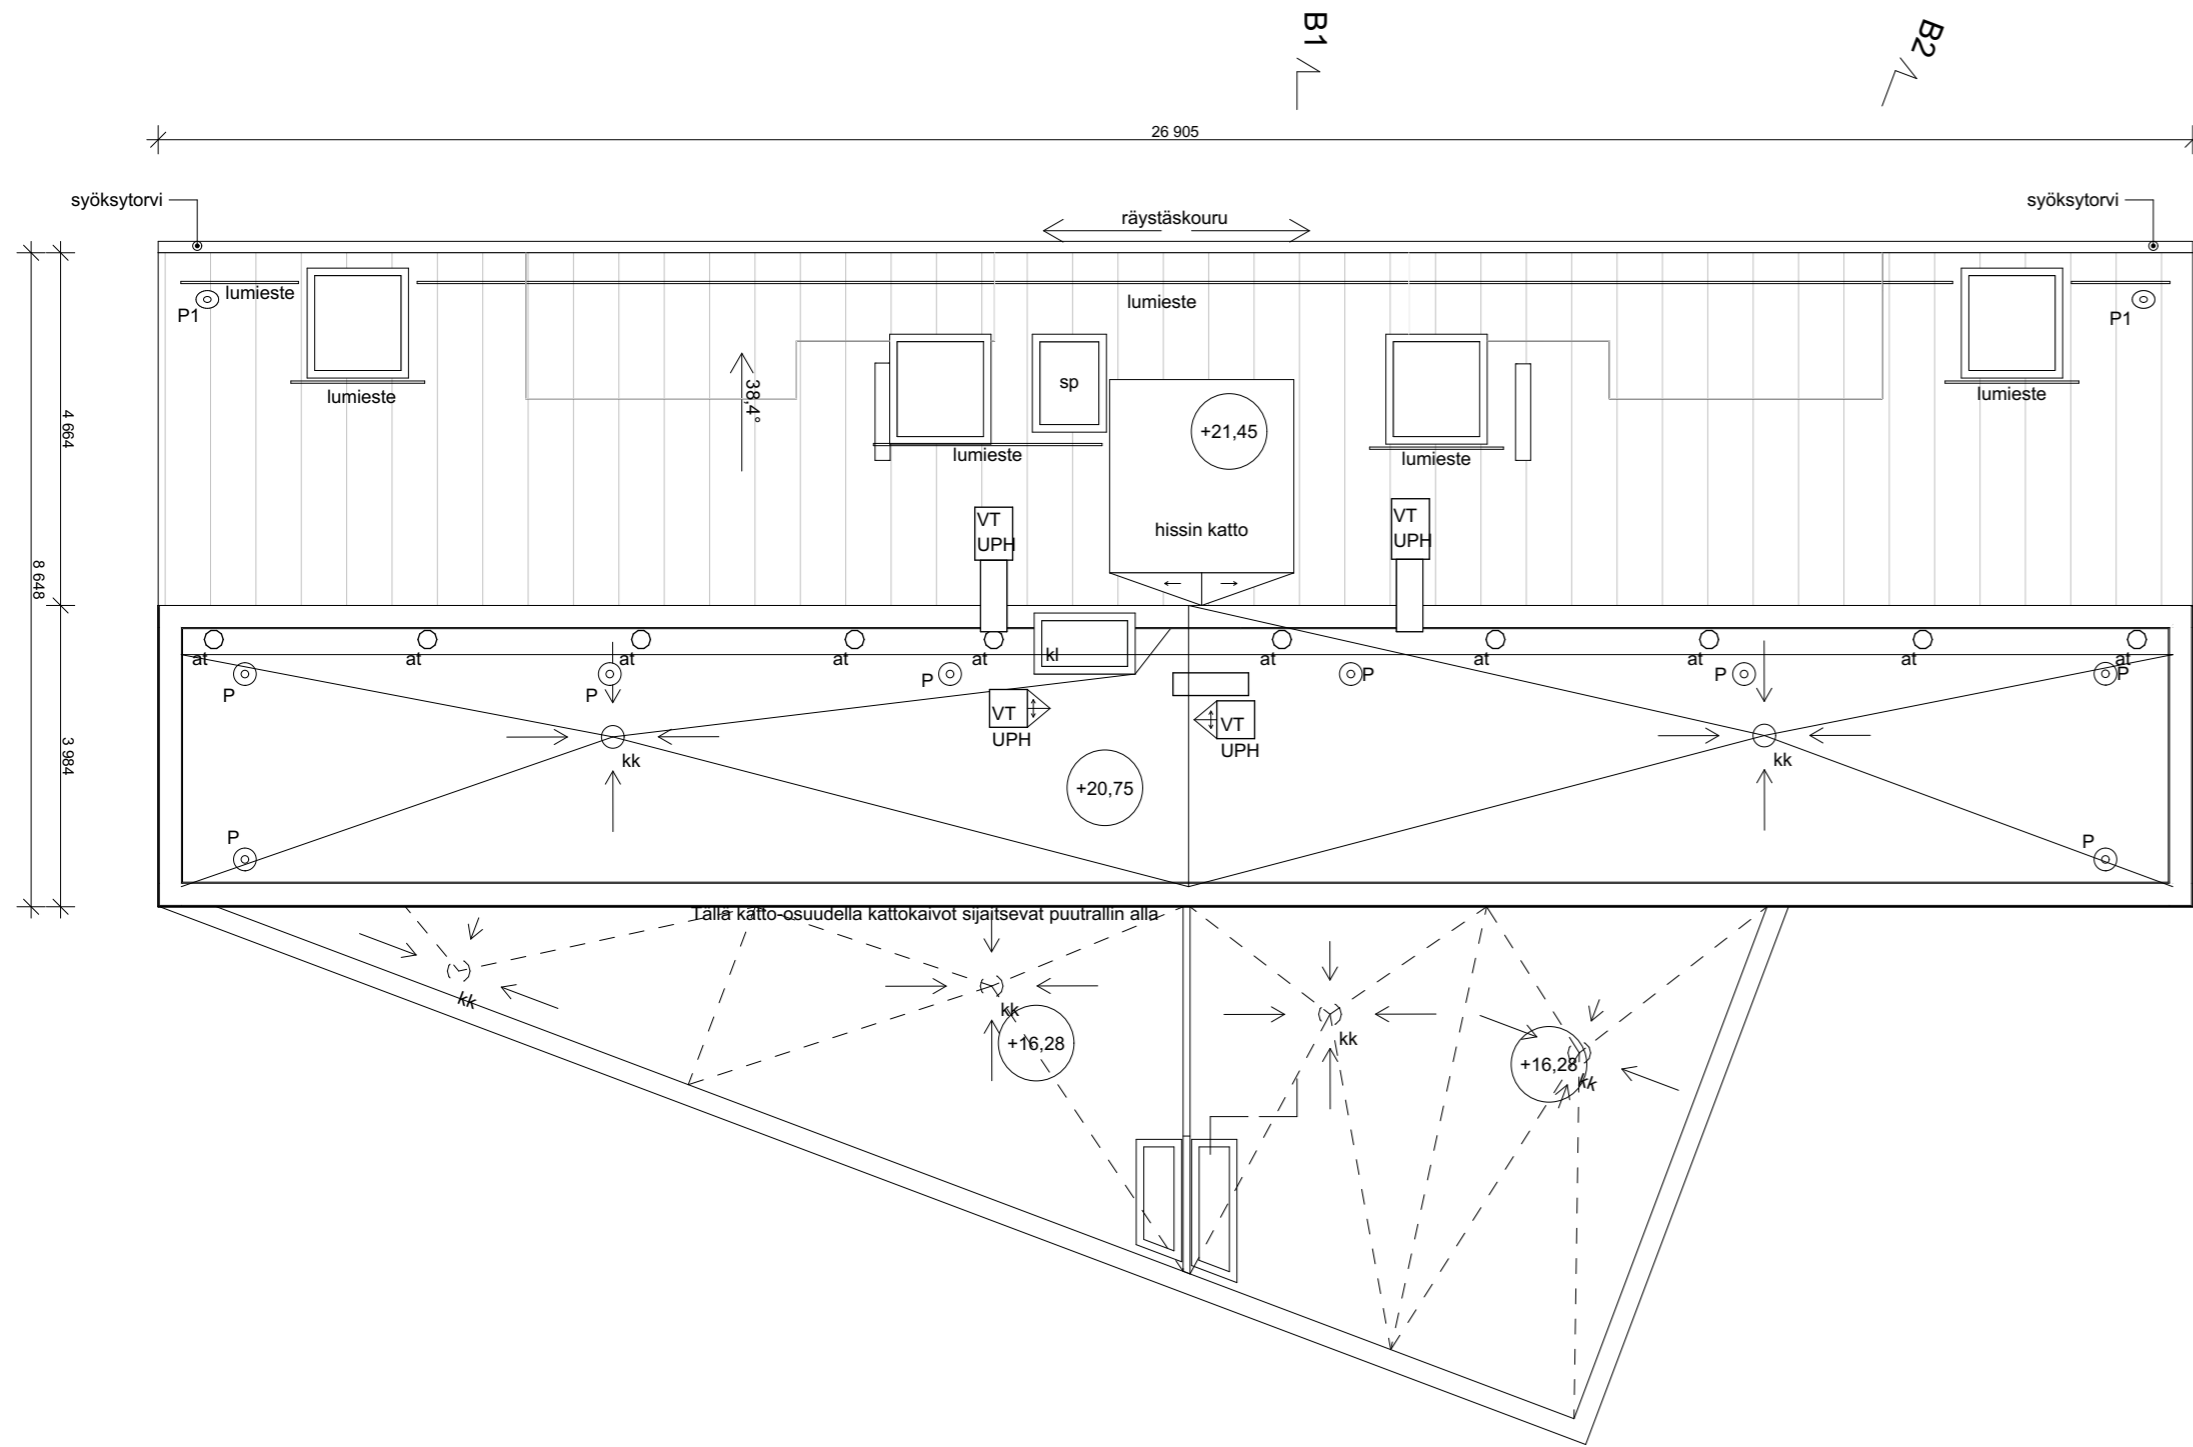 B1
B2
26 905
syöksytorvi
räystäskouru
syöksytorvi
lumieste
P1
lumieste
P1
lumieste
38,4°
sp
lumieste
+21,45
lumieste
lumieste
4 664
8 648
3 984
VT
UPH
hissin katto
VT
UPH
at
at
at
at
at
kl
at
at
at
at
at
P
P
P
P
P
P
VT
UPH
VT
UPH
kk
kk
+20,75
P
P
Tällä katto-osuudella kattokaivot sijaitsevat puutrallin alla
kk
kk
+16,28
kk
+16,28
kk